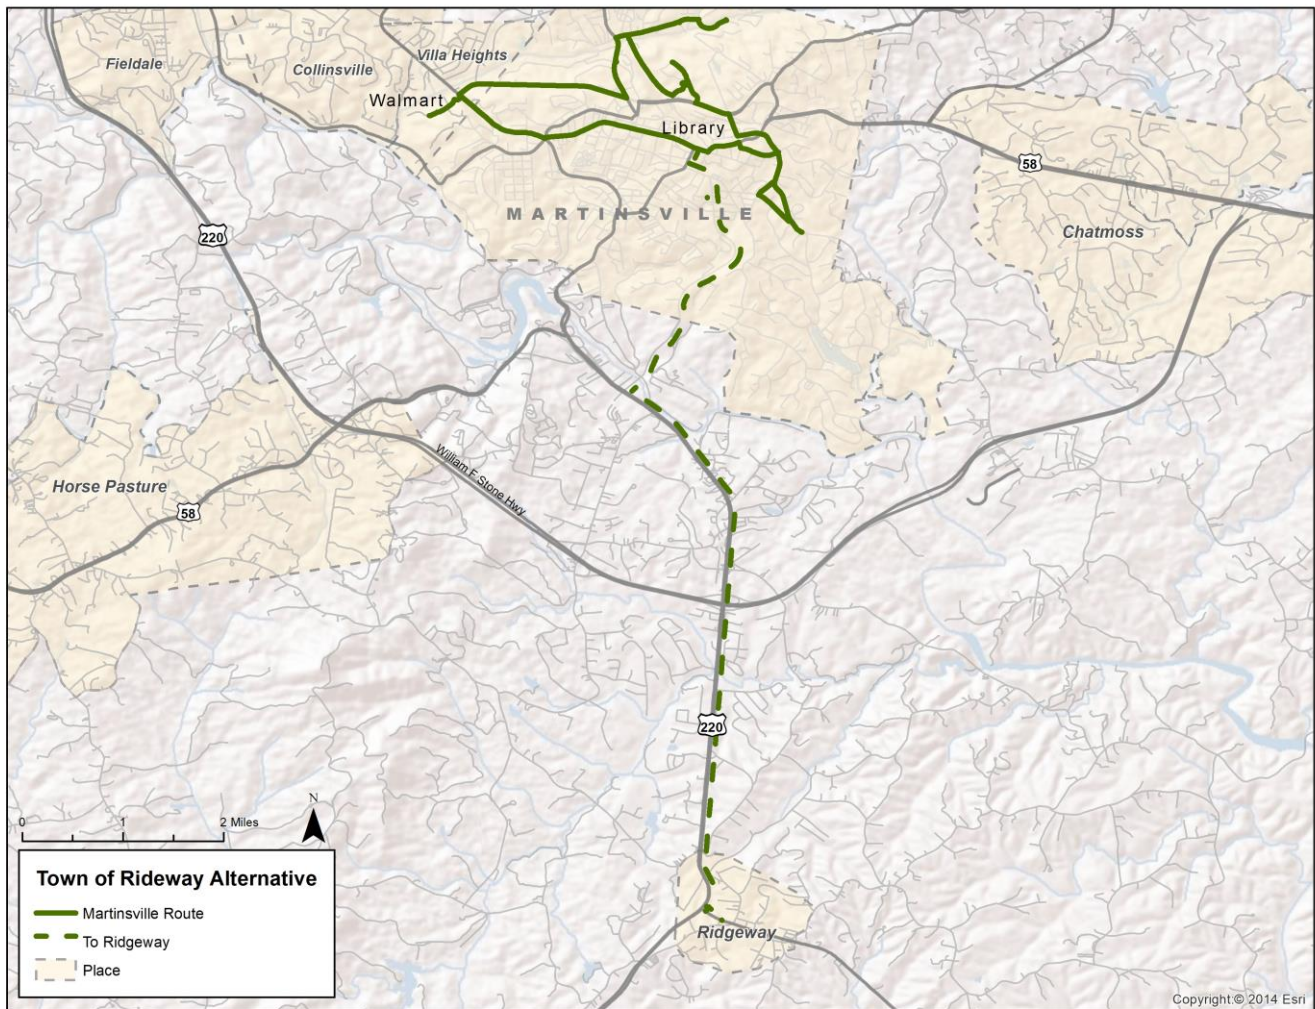 Fieldale
Collinsville
Villa Heights
Walmart
Library
58
MARTINSVILLE
220
Chatmoss
William F Stone Hwy
Horse Pasture
58
220
0 1 2 Miles
N
Town of Rideway Alternative
Martinsville Route
To Ridgeway
Place
Ridgeway
Copyright:© 2014 Esri